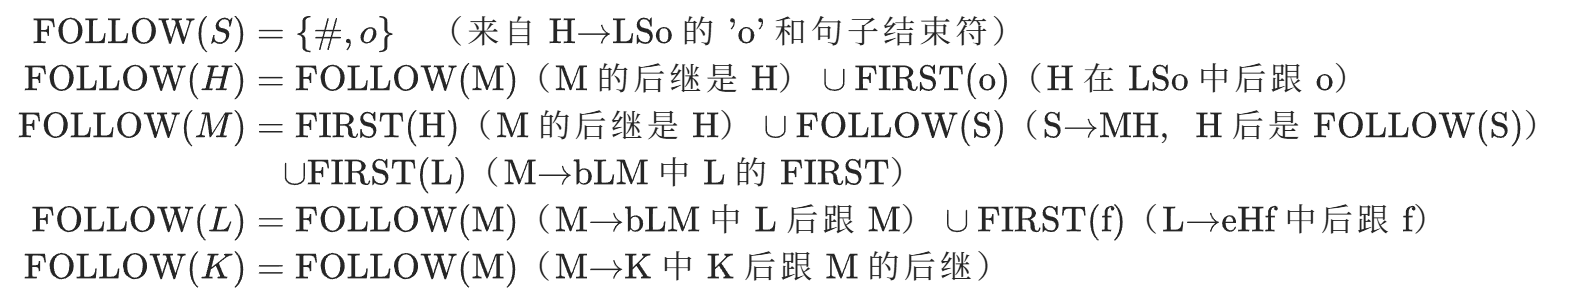 FOLLOW(S) = {#, o} （来自 H→LSo 的 ’o’ 和句子结束符）
FOLLOW(H) = FOLLOW(M)（M 的后继是 H） ∪ FIRST(o)（H 在 LSo 中后跟 o）
FOLLOW(M) = FIRST(H)（M 的后继是 H） ∪ FOLLOW(S)（S→MH，H 后是 FOLLOW(S)）
∪FIRST(L)（M→bLM 中 L 的 FIRST）
FOLLOW(L) = FOLLOW(M)（M→bLM 中 L 后跟 M） ∪ FIRST(f)（L→eHf 中后跟 f）
FOLLOW(K) = FOLLOW(M)（M→K 中 K 后跟 M 的后继）